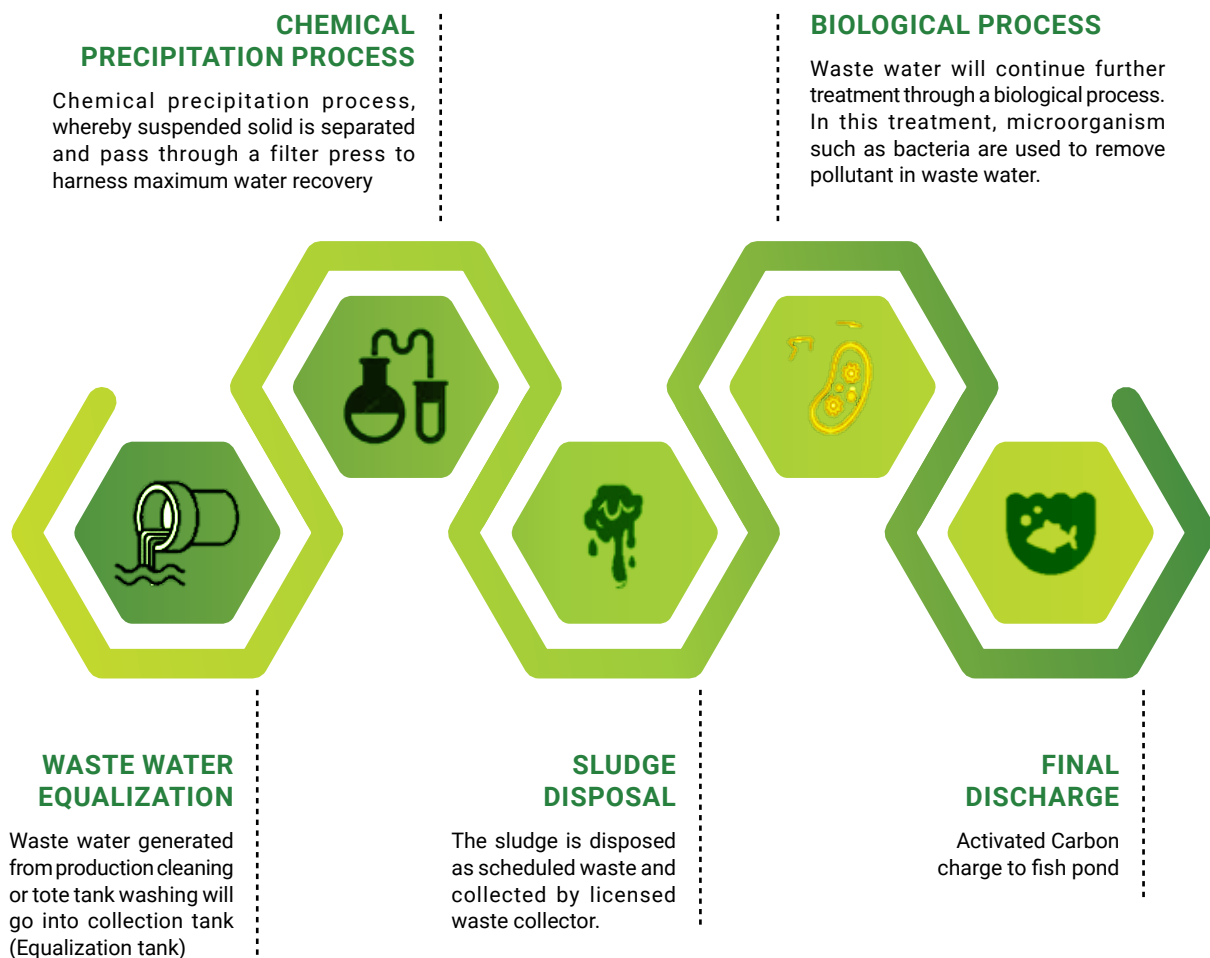 CHEMICAL
PRECIPITATION PROCESS
Chemical precipitation process,
whereby suspended solid is separated
and pass through a filter press to
harness maximum water recovery
BIOLOGICAL PROCESS
Waste water will continue further
treatment through a biological process.
In this treatment, microorganism
such as bacteria are used to remove
pollutant in waste water.
WASTE WATER
EQUALIZATION
Waste water generated
from production cleaning
or tote tank washing will
go into collection tank
(Equalization tank)
SLUDGE
DISPOSAL
The sludge is disposed
as scheduled waste and
collected by licensed
waste collector.
FINAL
DISCHARGE
Activated Carbon
charge to fish pond